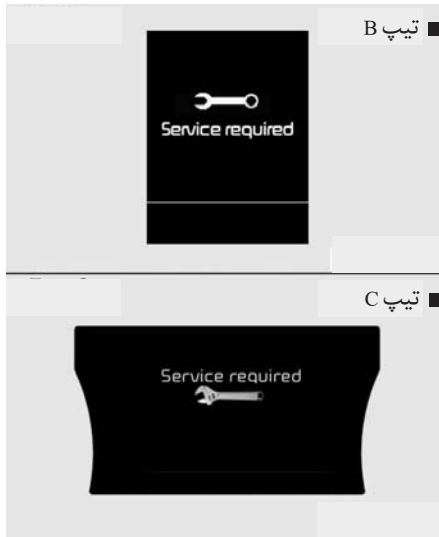 ■ تیپ B
Service required
■ تیپ C
Service required